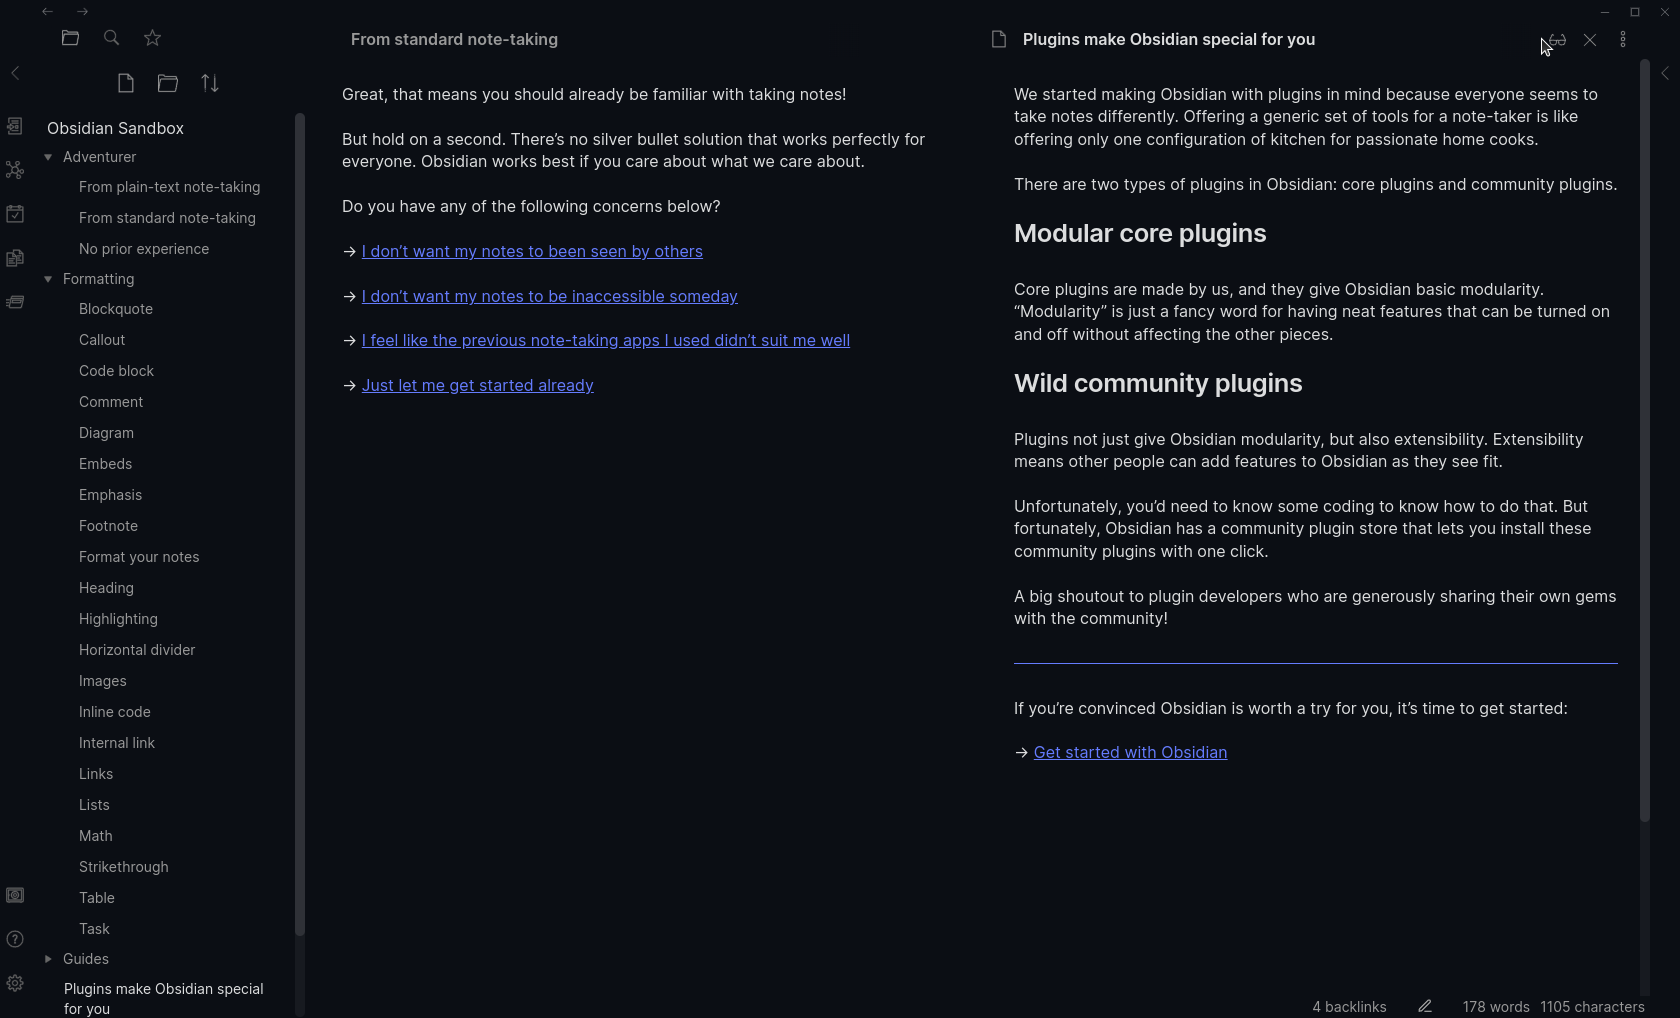 From standard note-taking
Plugins make Obsidian special for you
Obsidian Sandbox
Adventurer
From plain-text note-taking
From standard note-taking
No prior experience
Formatting
Blockquote
Callout
Code block
Comment
Diagram
Embeds
Emphasis
Footnote
Format your notes
Heading
Highlighting
Horizontal divider
Images
Inline code
Internal link
Links
Lists
Math
Strikethrough
Table
Task
Guides
Plugins make Obsidian special
for you
Great, that means you should already be familiar with taking notes!
But hold on a second. There’s no silver bullet solution that works perfectly for
everyone. Obsidian works best if you care about what we care about.
Do you have any of the following concerns below?
→ I don’t want my notes to been seen by others
→ I don’t want my notes to be inaccessible someday
→ I feel like the previous note-taking apps I used didn’t suit me well
→ Just let me get started already
We started making Obsidian with plugins in mind because everyone seems to
take notes differently. Offering a generic set of tools for a note-taker is like
offering only one configuration of kitchen for passionate home cooks.
There are two types of plugins in Obsidian: core plugins and community plugins.
Modular core plugins
Core plugins are made by us, and they give Obsidian basic modularity.
“Modularity” is just a fancy word for having neat features that can be turned on
and off without affecting the other pieces.
Wild community plugins
Plugins not just give Obsidian modularity, but also extensibility. Extensibility
means other people can add features to Obsidian as they see fit.
Unfortunately, you’d need to know some coding to know how to do that. But
fortunately, Obsidian has a community plugin store that lets you install these
community plugins with one click.
A big shoutout to plugin developers who are generously sharing their own gems
with the community!
If you’re convinced Obsidian is worth a try for you, it’s time to get started:
→ Get started with Obsidian
4 backlinks 178 words 1105 characters